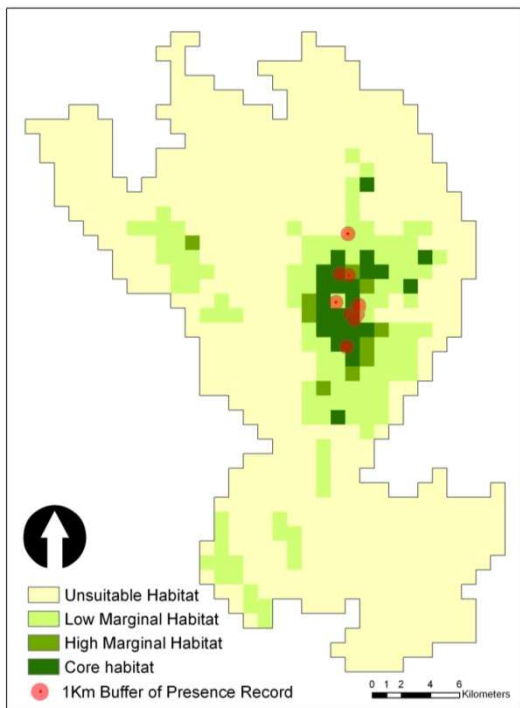 Unsuitable Habitat
Low Marginal Habitat
High Marginal Habitat
Core habitat
1Km Buffer of Presence Record
0 1 2 4 6
Kilometers